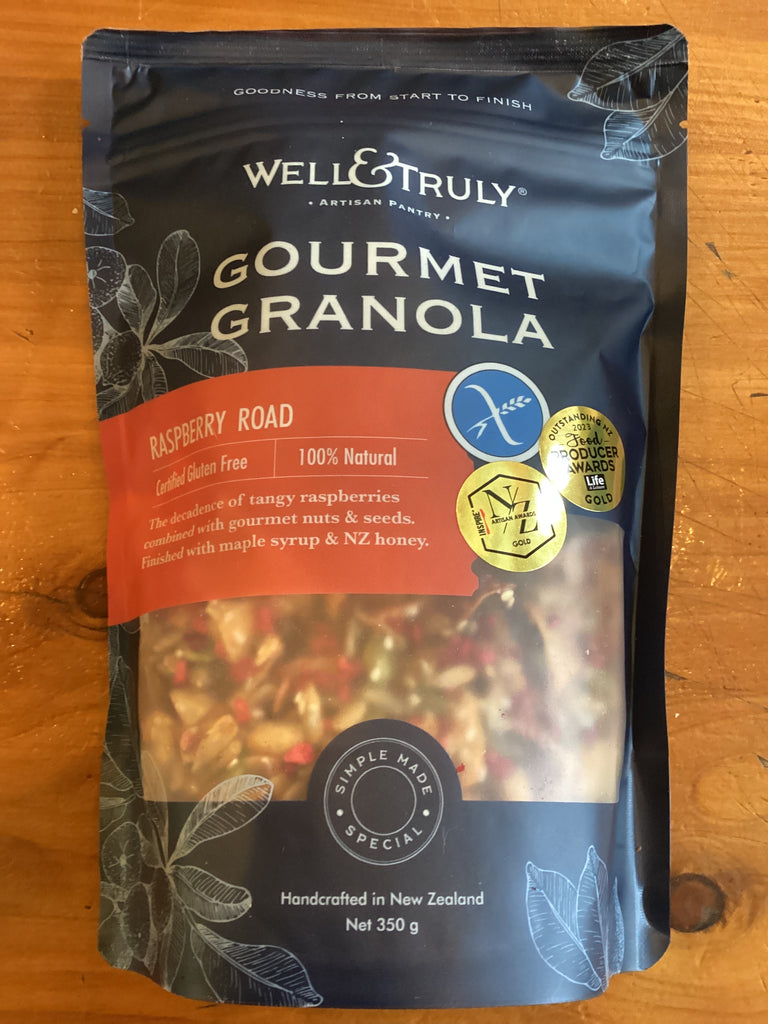 GOODNESS FROM START TO FINISH
WELL&TRULY®
• ARTISAN PANTRY •
GOURMET
GRANOLA
RASPBERRY ROAD
Certified Gluten Free
100% Natural
The decadence of tangy raspberries
combined with gourmet nuts & seeds.
Finished with maple syrup & NZ honey.
OUTSTANDING NZ
2023
Food
PRODUCER
AWARDS
Life
GOLD
INSPIRE+
NZ
ARTISAN AWARDS
GOLD
SIMPLE MADE
• SPECIAL •
Handcrafted in New Zealand
Net 350 g